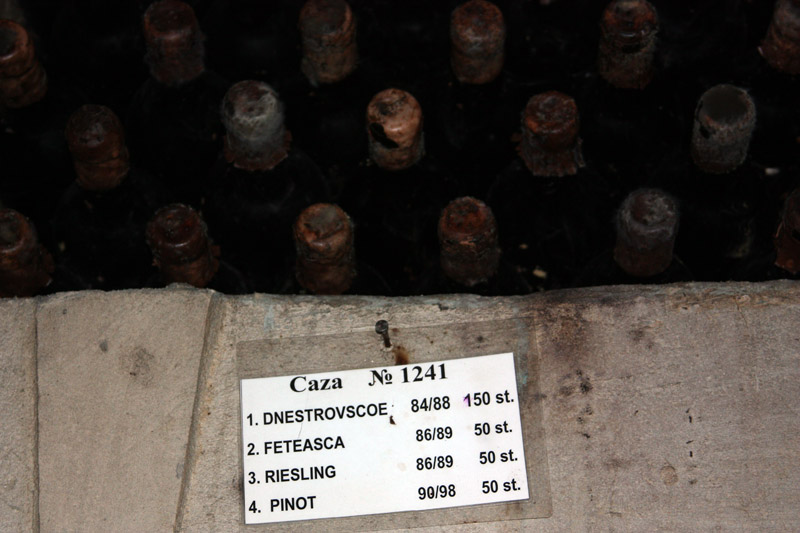 Caza № 1241
1. DNESTROVSCOE 84/88 150 st.
2. FETEASCA 86/89 50 st.
3. RIESLING 86/89 50 st.
4. PINOT 90/98 50 st.